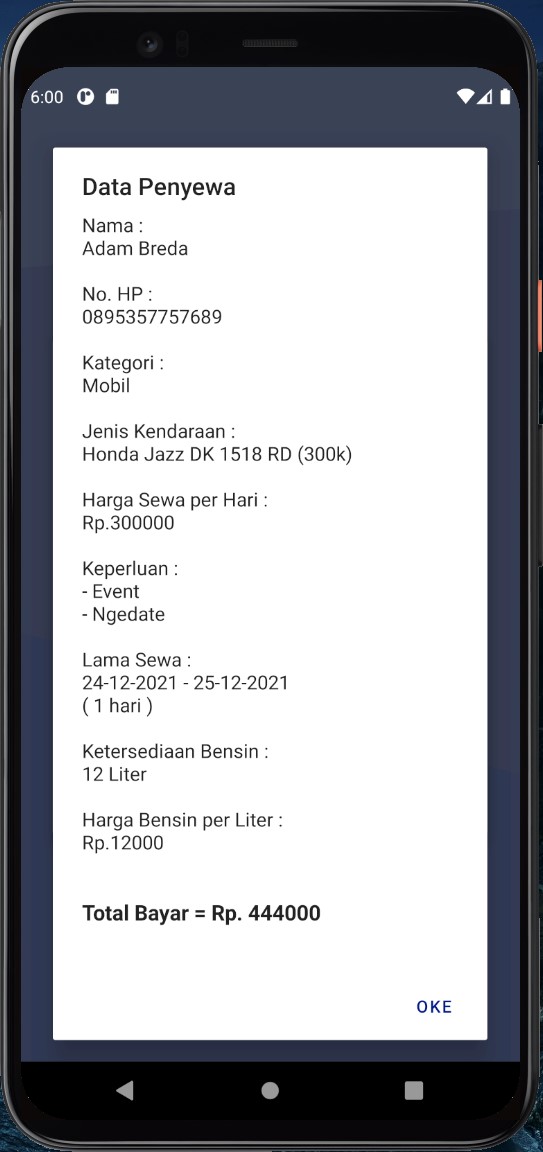 6:00
Data Penyewa
Nama :
Adam Breda
No. HP :
0895357757689
Kategori :
Mobil
Jenis Kendaraan :
Honda Jazz DK 1518 RD (300k)
Harga Sewa per Hari :
Rp.300000
Keperluan :
- Event
- Ngedate
Lama Sewa :
24-12-2021 - 25-12-2021
( 1 hari )
Ketersediaan Bensin :
12 Liter
Harga Bensin per Liter :
Rp.12000
Total Bayar = Rp. 444000
OKE